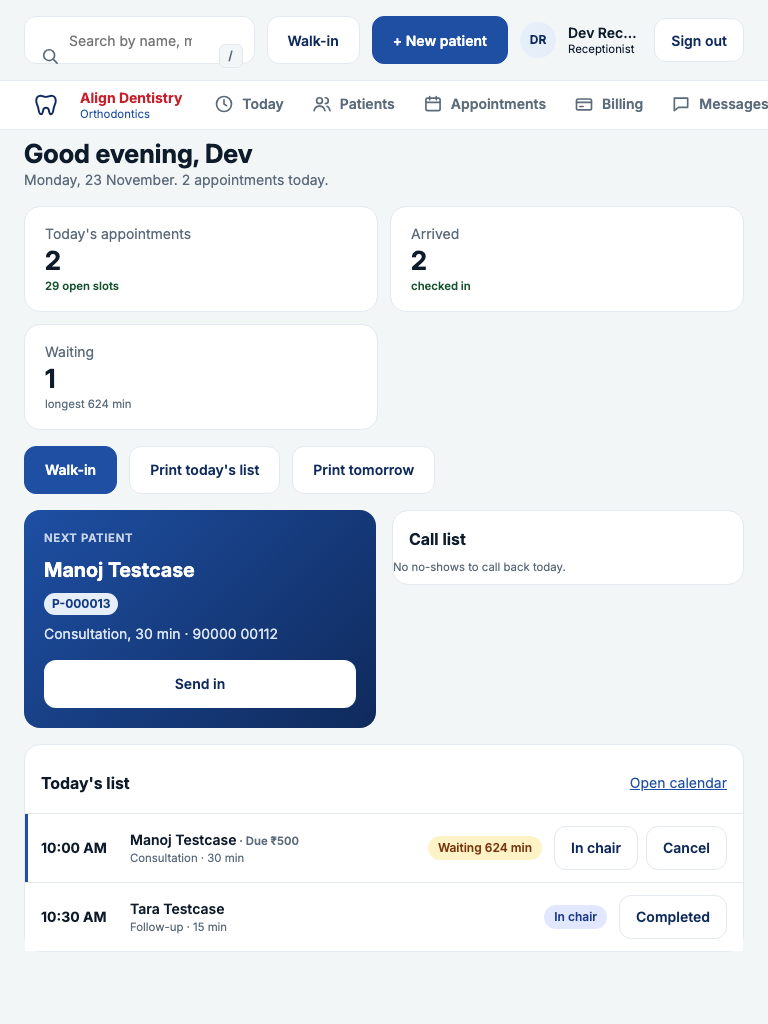 Search by name, m
/
Walk-in
+ New patient
DR
Dev Rec...
Receptionist
Sign out
Align Dentistry
Orthodontics
Today
Patients
Appointments
Billing
Messages
Good evening, Dev
Monday, 23 November. 2 appointments today.
Today's appointments
2
29 open slots
Arrived
2
checked in
Waiting
1
longest 624 min
Walk-in
Print today's list
Print tomorrow
NEXT PATIENT
Manoj Testcase
P-000013
Consultation, 30 min · 90000 00112
Send in
Call list
No no-shows to call back today.
Today's list
Open calendar
10:00 AM
Manoj Testcase · Due ₹500
Consultation · 30 min
Waiting 624 min
In chair
Cancel
10:30 AM
Tara Testcase
Follow-up · 15 min
In chair
Completed